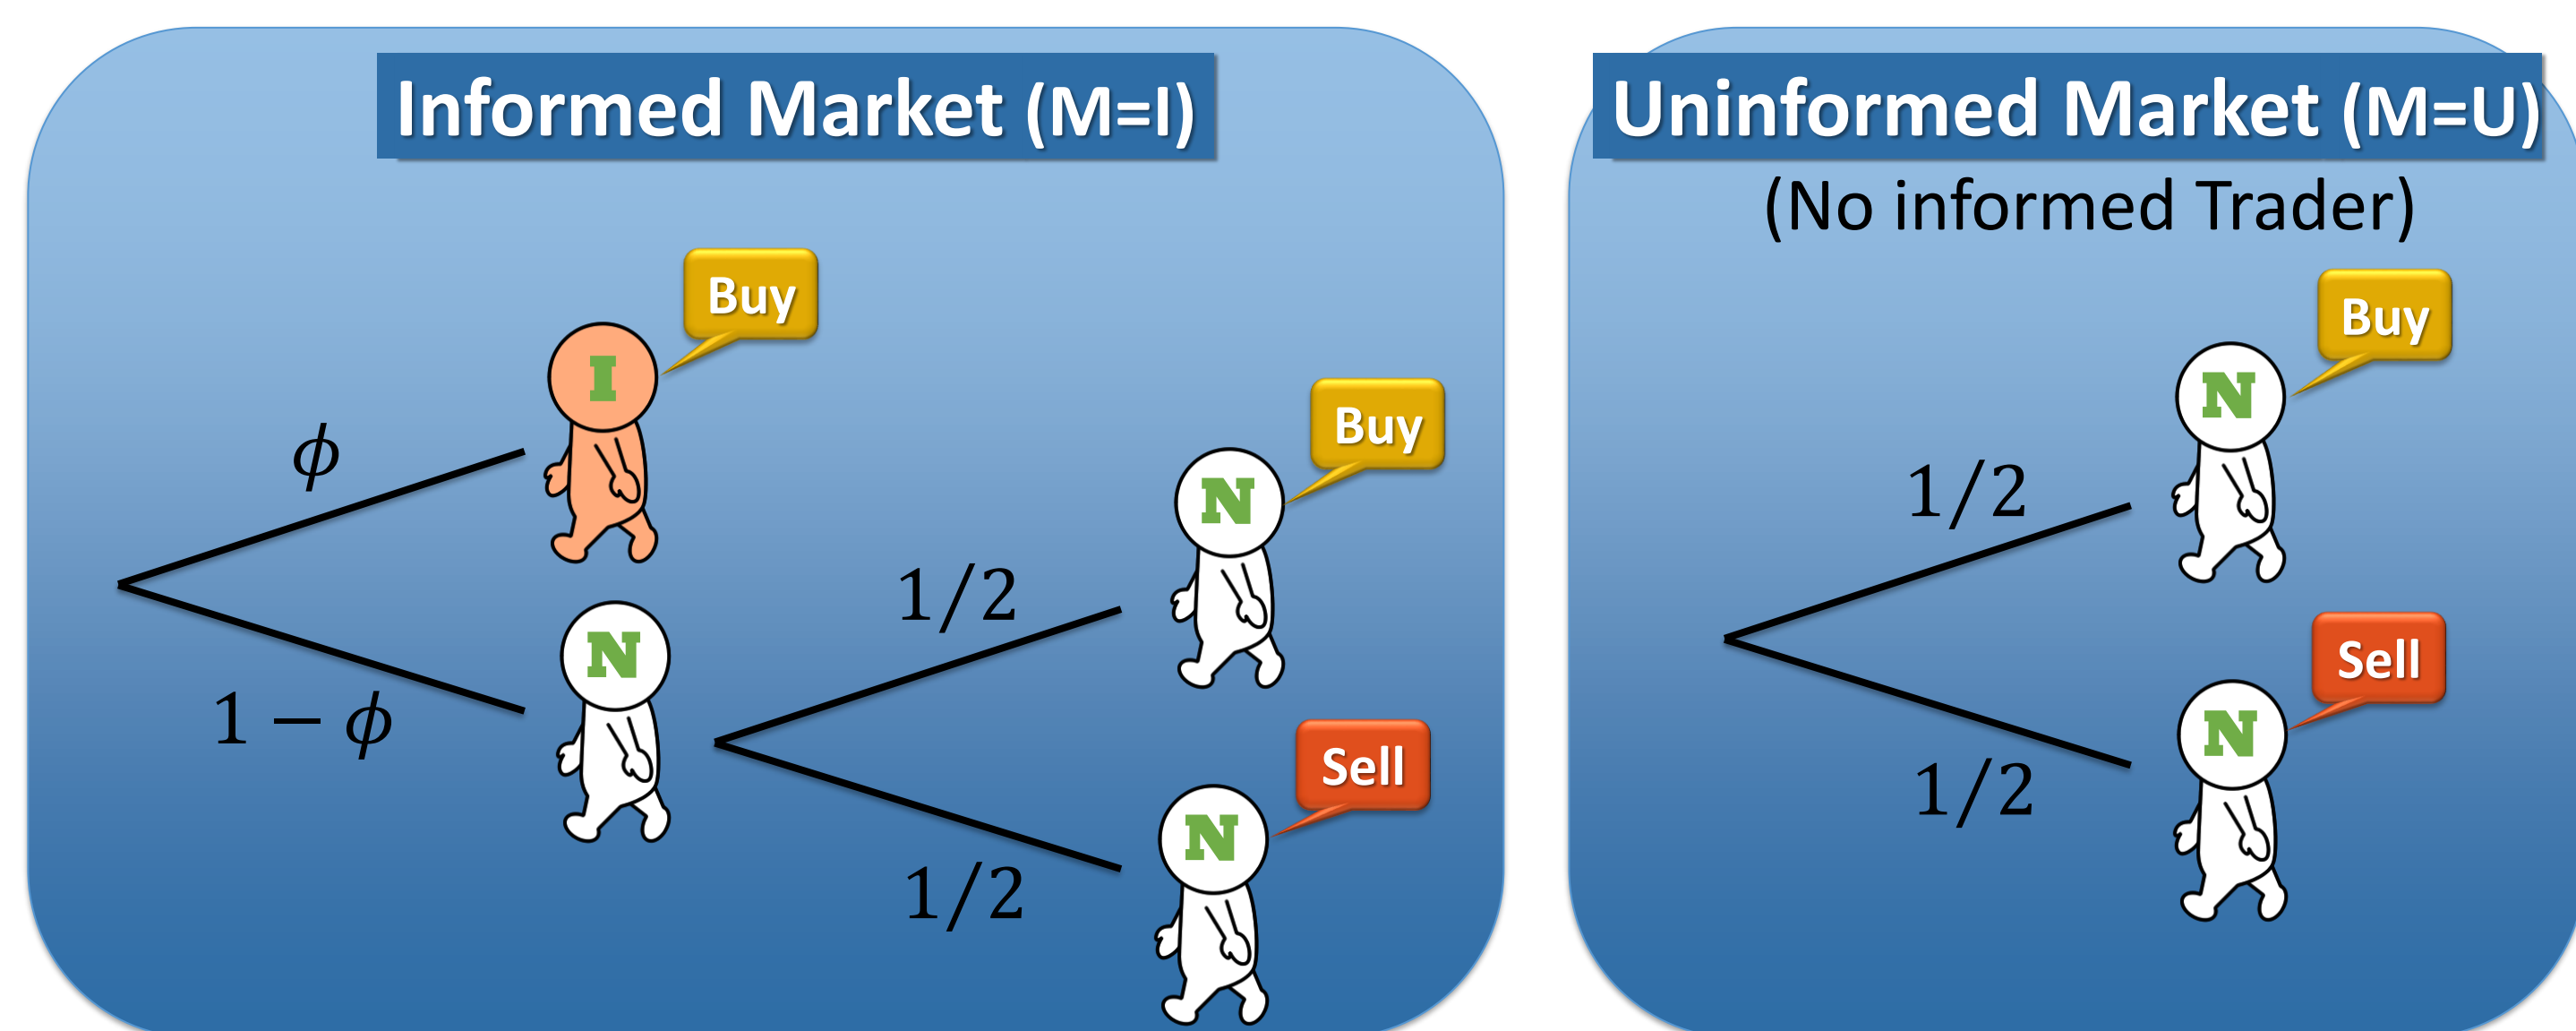 Informed Market (M=I)
Buy
I
ϕ
N
1 − ϕ
Buy
N
1/2
Sell
N
1/2
Uninformed Market (M=U)
(No informed Trader)
Buy
N
1/2
Sell
N
1/2